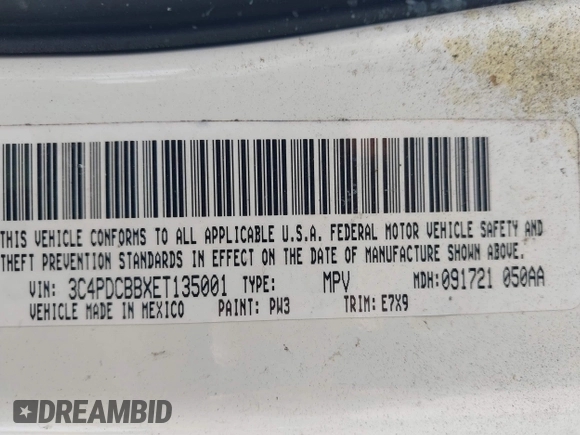 THIS VEHICLE CONFORMS TO ALL APPLICABLE U.S.A. FEDERAL MOTOR VEHICLE SAFETY AND
THEFT PREVENTION STANDARDS IN EFFECT ON THE DATE OF MANUFACTURE SHOWN ABOVE.
VIN: 3C4PDCBBXET135001 TYPE: MPV MDH:091721 050AA
VEHICLE MADE IN MEXICO PAINT: PW3 TRIM: E7X9
DREAMBID